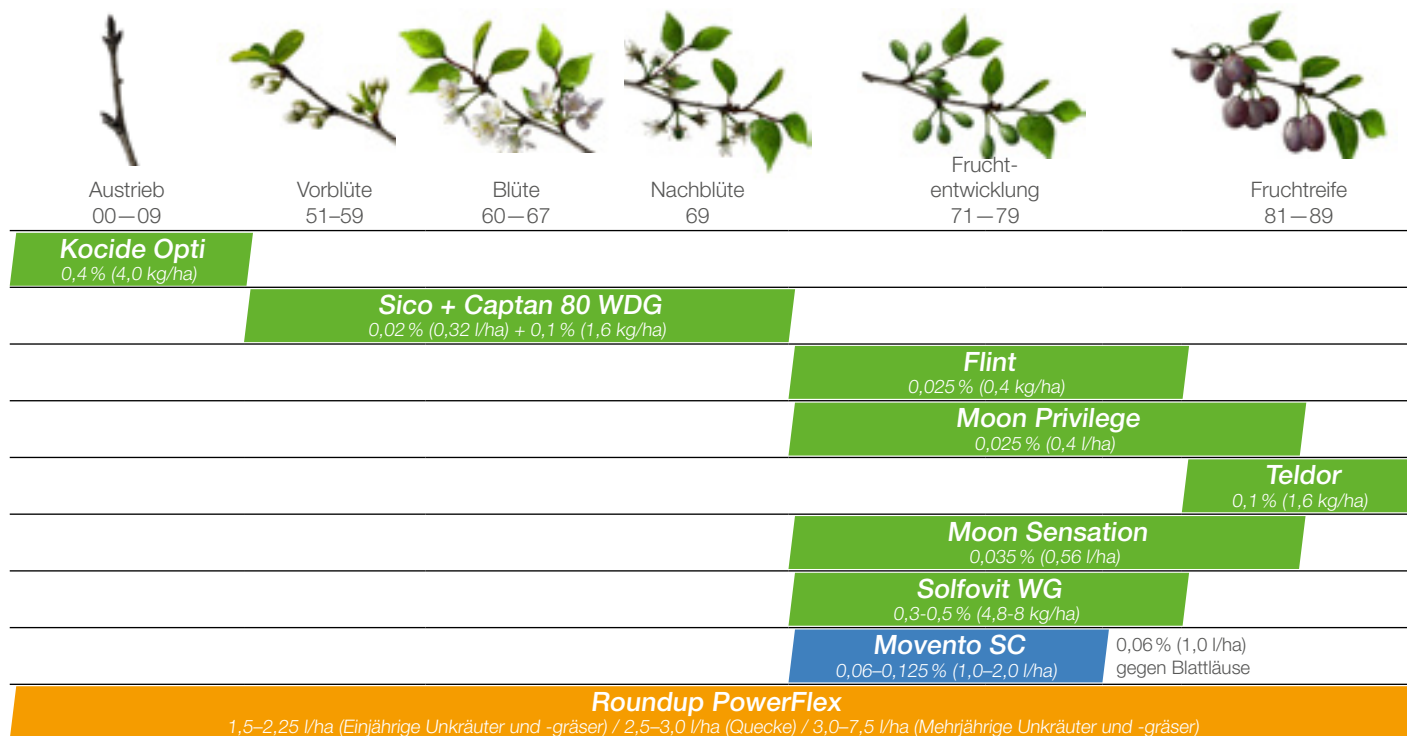 Austrieb
00—09
Vorblüte
51–59
Blüte
60—67
Nachblüte
69
Frucht-
entwicklung
71—79
Fruchtreife
81—89
Kocide Opti
0,4 % (4,0 kg/ha)
Sico + Captan 80 WDG
0,02 % (0,32 l/ha) + 0,1 % (1,6 kg/ha)
Flint
0,025 % (0,4 kg/ha)
Moon Privilege
0,025 % (0,4 l/ha)
Teldor
0,1 % (1,6 kg/ha)
Moon Sensation
0,035 % (0,56 l/ha)
Solfovit WG
0,3-0,5 % (4,8-8 kg/ha)
Movento SC
0,06–0,125 % (1,0–2,0 l/ha)
0,06 % (1,0 l/ha)
gegen Blattläuse
Roundup PowerFlex
1,5–2,25 l/ha (Einjährige Unkräuter und -gräser) / 2,5–3,0 l/ha (Quecke) / 3,0–7,5 l/ha (Mehrjährige Unkräuter und -gräser)